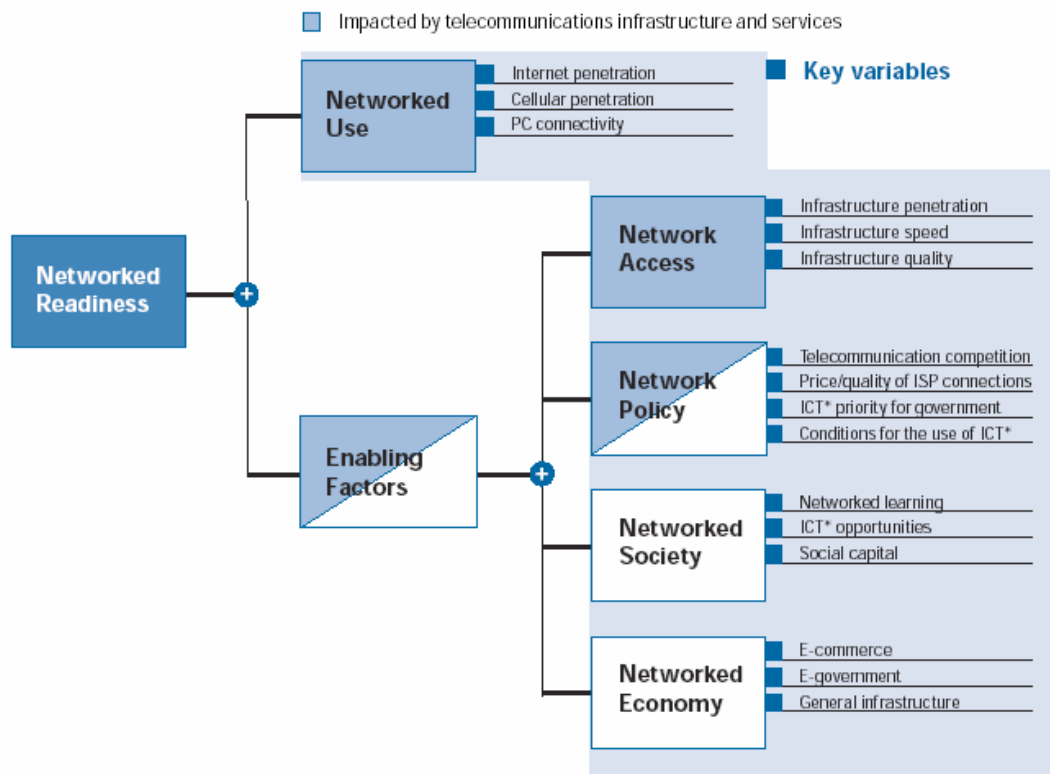 Impacted by telecommunications infrastructure and services
Key variables
Networked
Use
Internet penetration
Cellular penetration
PC connectivity
Networked
Readiness
+
Enabling
Factors
+
Network
Access
Infrastructure penetration
Infrastructure speed
Infrastructure quality
Network
Policy
Telecommunication competition
Price/quality of ISP connections
ICT* priority for government
Conditions for the use of ICT*
Networked
Society
Networked learning
ICT* opportunities
Social capital
Networked
Economy
E-commerce
E-government
General infrastructure